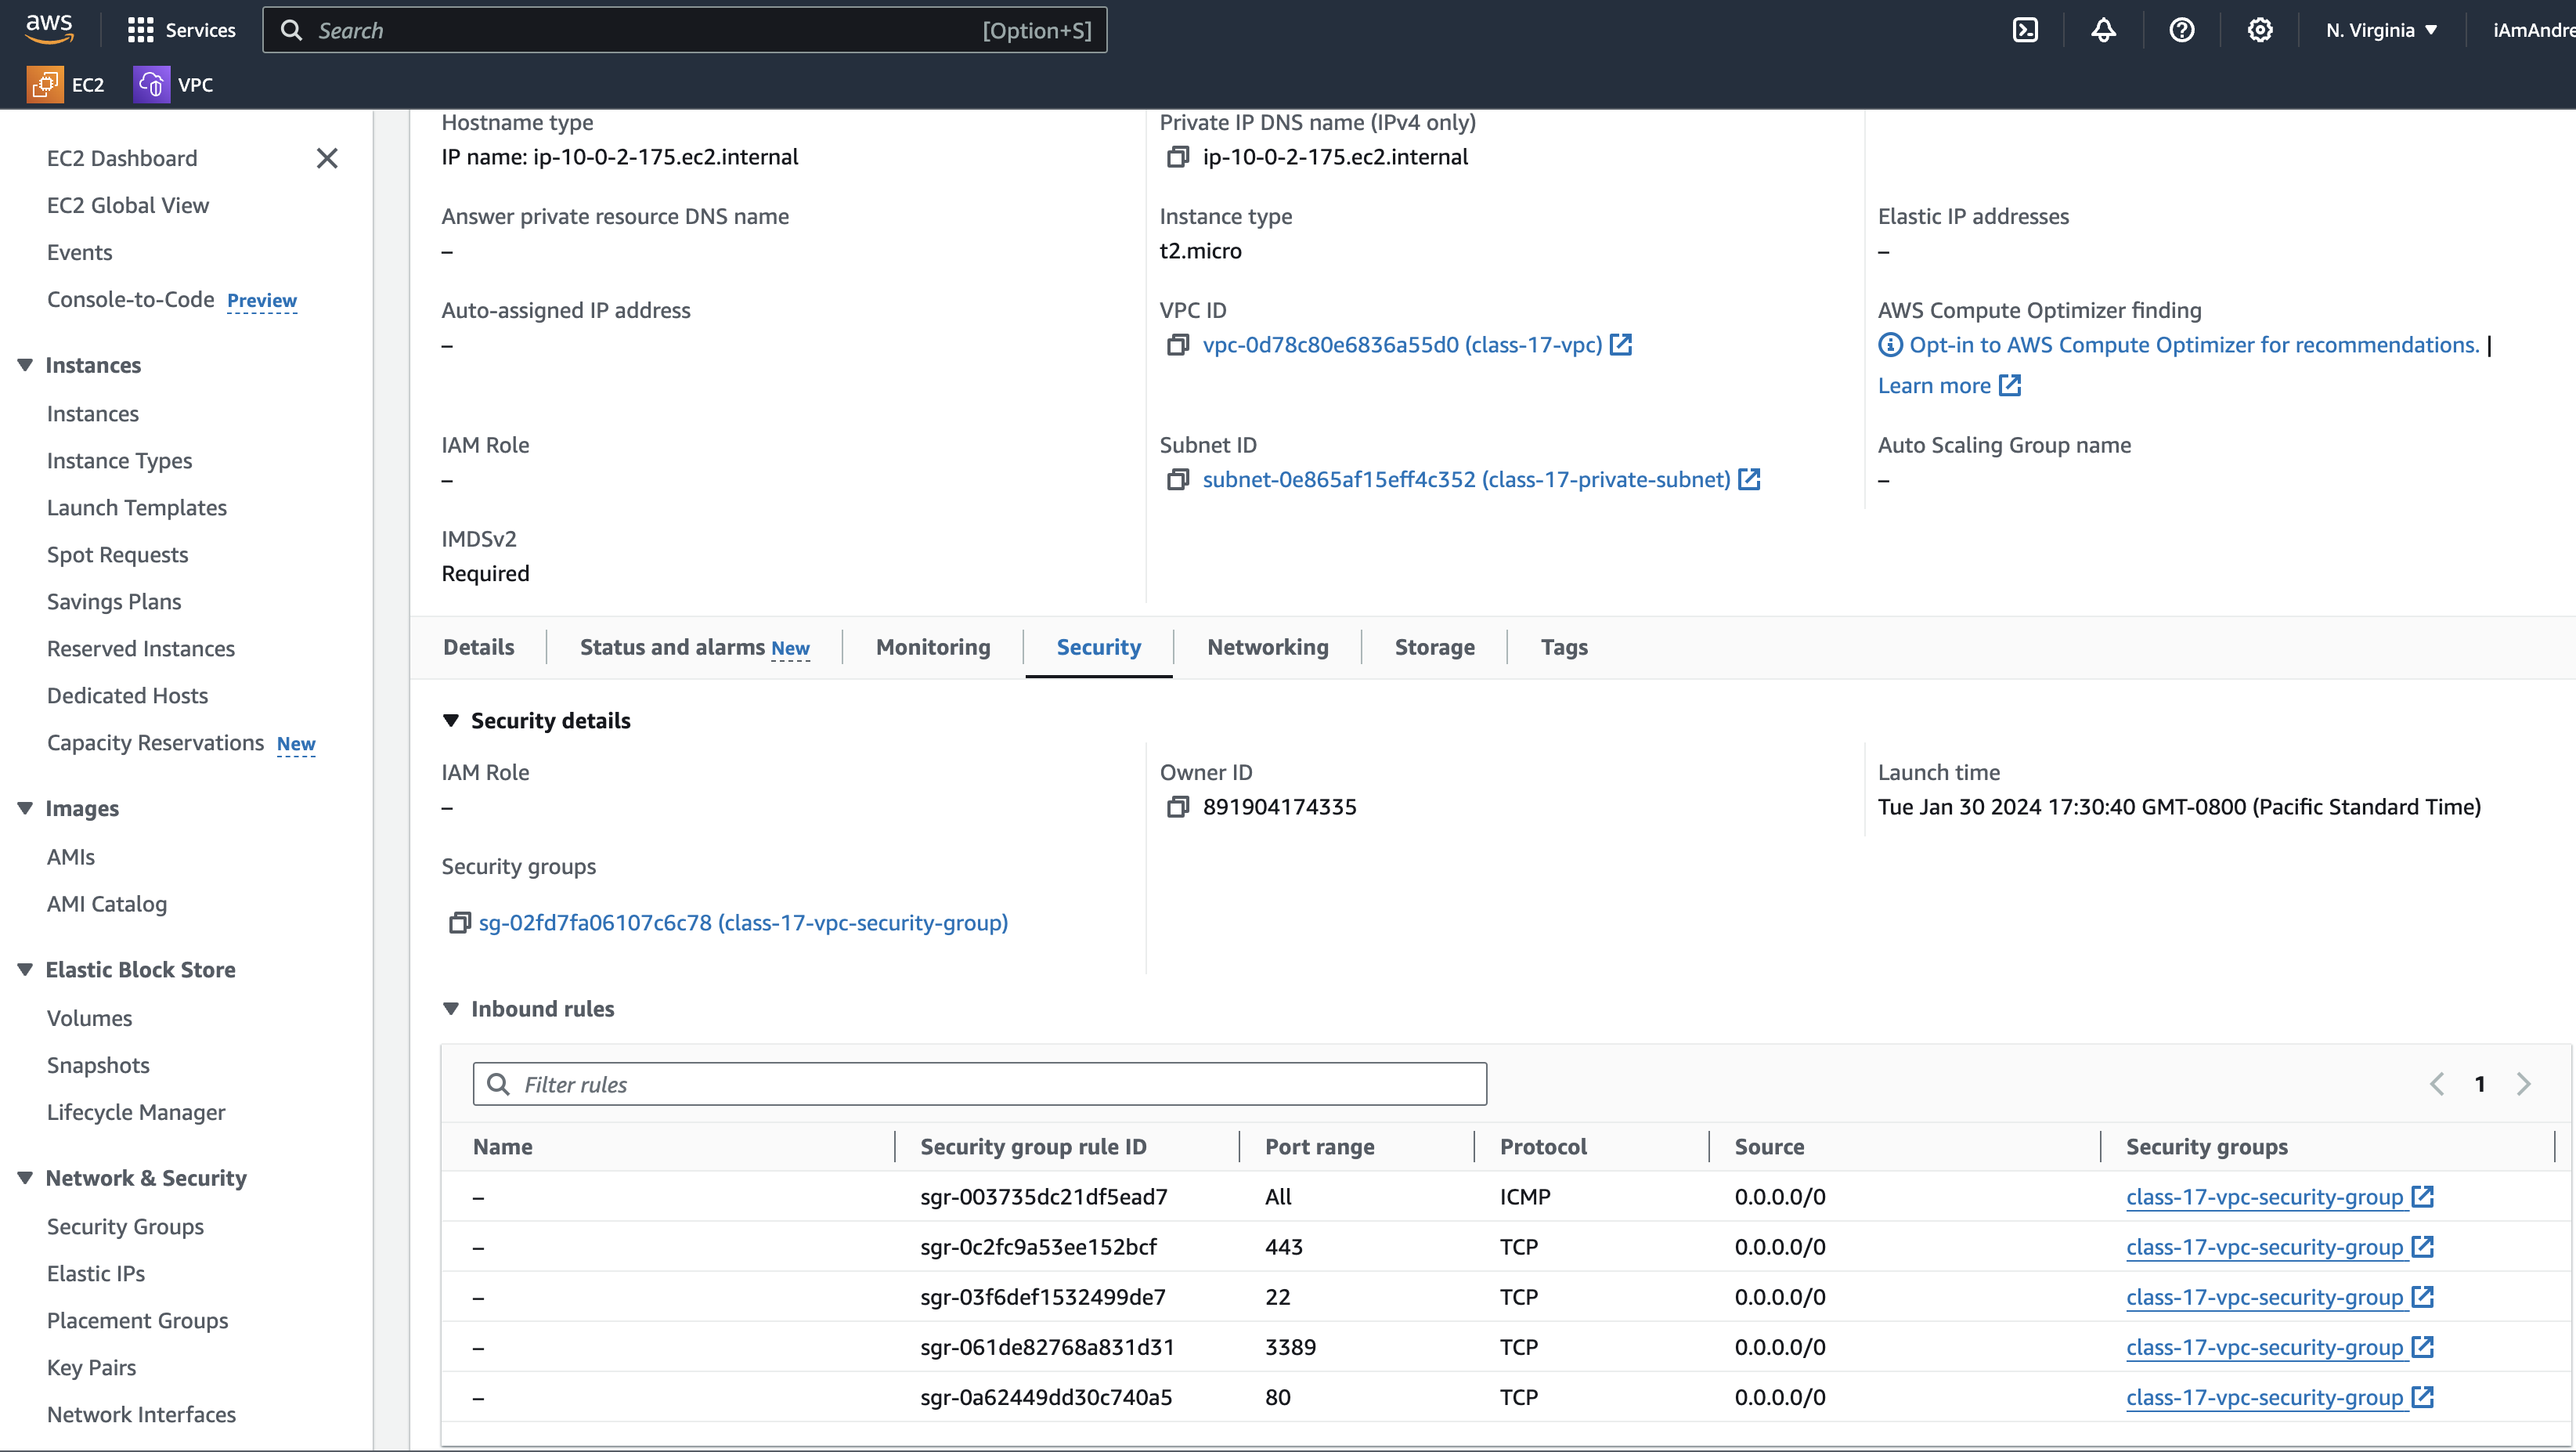 aws Services Search [Option+S] N. Virginia iAmAndre
EC2 VPC
EC2 Dashboard
EC2 Global View
Events
Console-to-Code Preview
Instances
Instances
Instance Types
Launch Templates
Spot Requests
Savings Plans
Reserved Instances
Dedicated Hosts
Capacity Reservations New
Images
AMIs
AMI Catalog
Elastic Block Store
Volumes
Snapshots
Lifecycle Manager
Network & Security
Security Groups
Elastic IPs
Placement Groups
Key Pairs
Network Interfaces
Hostname type
IP name: ip-10-0-2-175.ec2.internal
Private IP DNS name (IPv4 only)
ip-10-0-2-175.ec2.internal
Answer private resource DNS name
–
Instance type
t2.micro
Elastic IP addresses
–
Auto-assigned IP address
–
VPC ID
vpc-0d78c80e6836a55d0 (class-17-vpc)
AWS Compute Optimizer finding
Opt-in to AWS Compute Optimizer for recommendations. |
Learn more
IAM Role
–
Subnet ID
subnet-0e865af15eff4c352 (class-17-private-subnet)
Auto Scaling Group name
–
IMDSv2
Required
Details Status and alarms New Monitoring Security Networking Storage Tags
Security details
IAM Role
–
Owner ID
891904174335
Launch time
Tue Jan 30 2024 17:30:40 GMT-0800 (Pacific Standard Time)
Security groups
sg-02fd7fa06107c6c78 (class-17-vpc-security-group)
Inbound rules
Filter rules 1
Name Security group rule ID Port range Protocol Source Security groups
– sgr-003735dc21df5ead7 All ICMP 0.0.0.0/0 class-17-vpc-security-group
– sgr-0c2fc9a53ee152bcf 443 TCP 0.0.0.0/0 class-17-vpc-security-group
– sgr-03f6def1532499de7 22 TCP 0.0.0.0/0 class-17-vpc-security-group
– sgr-061de82768a831d31 3389 TCP 0.0.0.0/0 class-17-vpc-security-group
– sgr-0a62449dd30c740a5 80 TCP 0.0.0.0/0 class-17-vpc-security-group